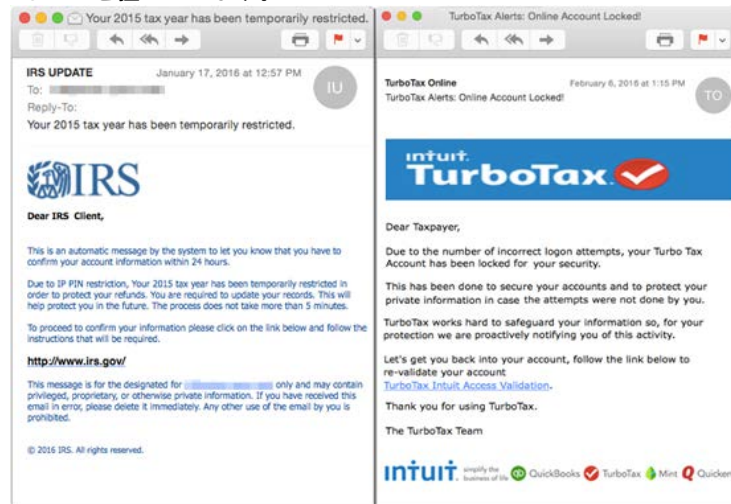 Your 2015 tax year has been temporarily restricted.
IRS UPDATE
January 17, 2016 at 12:57 PM
IU
To:
Reply-To:
Your 2015 tax year has been temporarily restricted.
IRS
Dear IRS Client,
This is an automatic message by the system to let you know that you have to
confirm your account information within 24 hours.
Due to IP PIN restriction, Your 2015 tax year has been temporarily restricted in
order to protect your refunds. You are required to update your records. This will
help protect you in the future. The process does not take more than 5 minutes.
To proceed to confirm your information please click on the link below and follow the
instructions that will be required.
http://www.irs.gov/
This message is for the designated for only and may contain
privileged, proprietary, or otherwise private information. If you have received this
email in error, please delete it immediately. Any other use of the email by you is
prohibited.
© 2016 IRS. All rights reserved.
TurboTax Alerts: Online Account Locked!
TurboTax Online
February 6, 2016 at 1:15 PM
TO
TurboTax Alerts: Online Account Locked!
intuit.
TurboTax
Dear Taxpayer,
Due to the number of incorrect logon attempts, your Turbo Tax
Account has been locked for your security.
This has been done to secure your accounts and to protect your
private information in case the attempts were not done by you.
TurboTax works hard to safeguard your information so, for your
protection we are proactively notifying you of this activity.
Let's get you back into your account, follow the link below to
re-validate your account
TurboTax Intuit Access Validation.
Thank you for using TurboTax.
The TurboTax Team
intuit. simplify the business of life QuickBooks TurboTax Mint Quicken